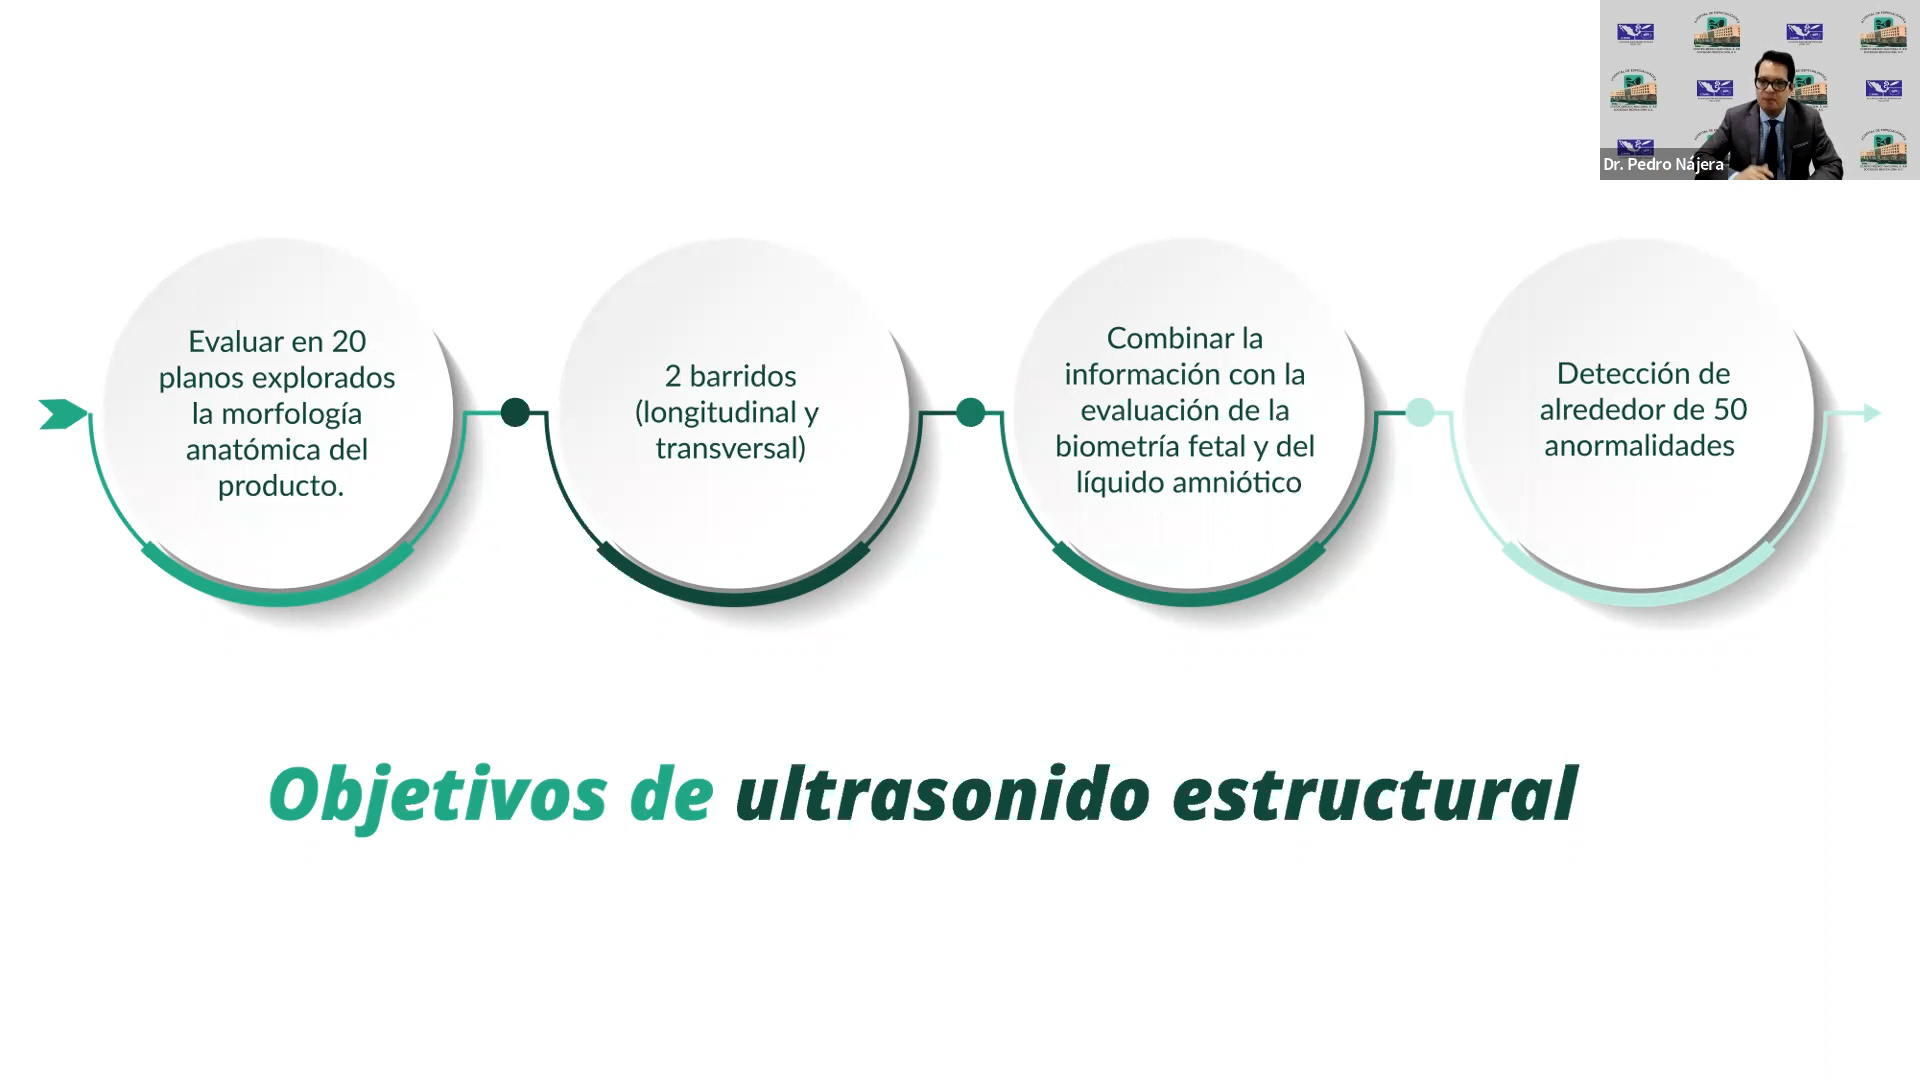 Dr. Pedro Nájera
Evaluar en 20
planos explorados
la morfología
anatómica del
producto.
2 barridos
(longitudinal y
transversal)
Combinar la
información con la
evaluación de la
biometría fetal y del
líquido amniótico
Detección de
alrededor de 50
anormalidades
Objetivos de ultrasonido estructural